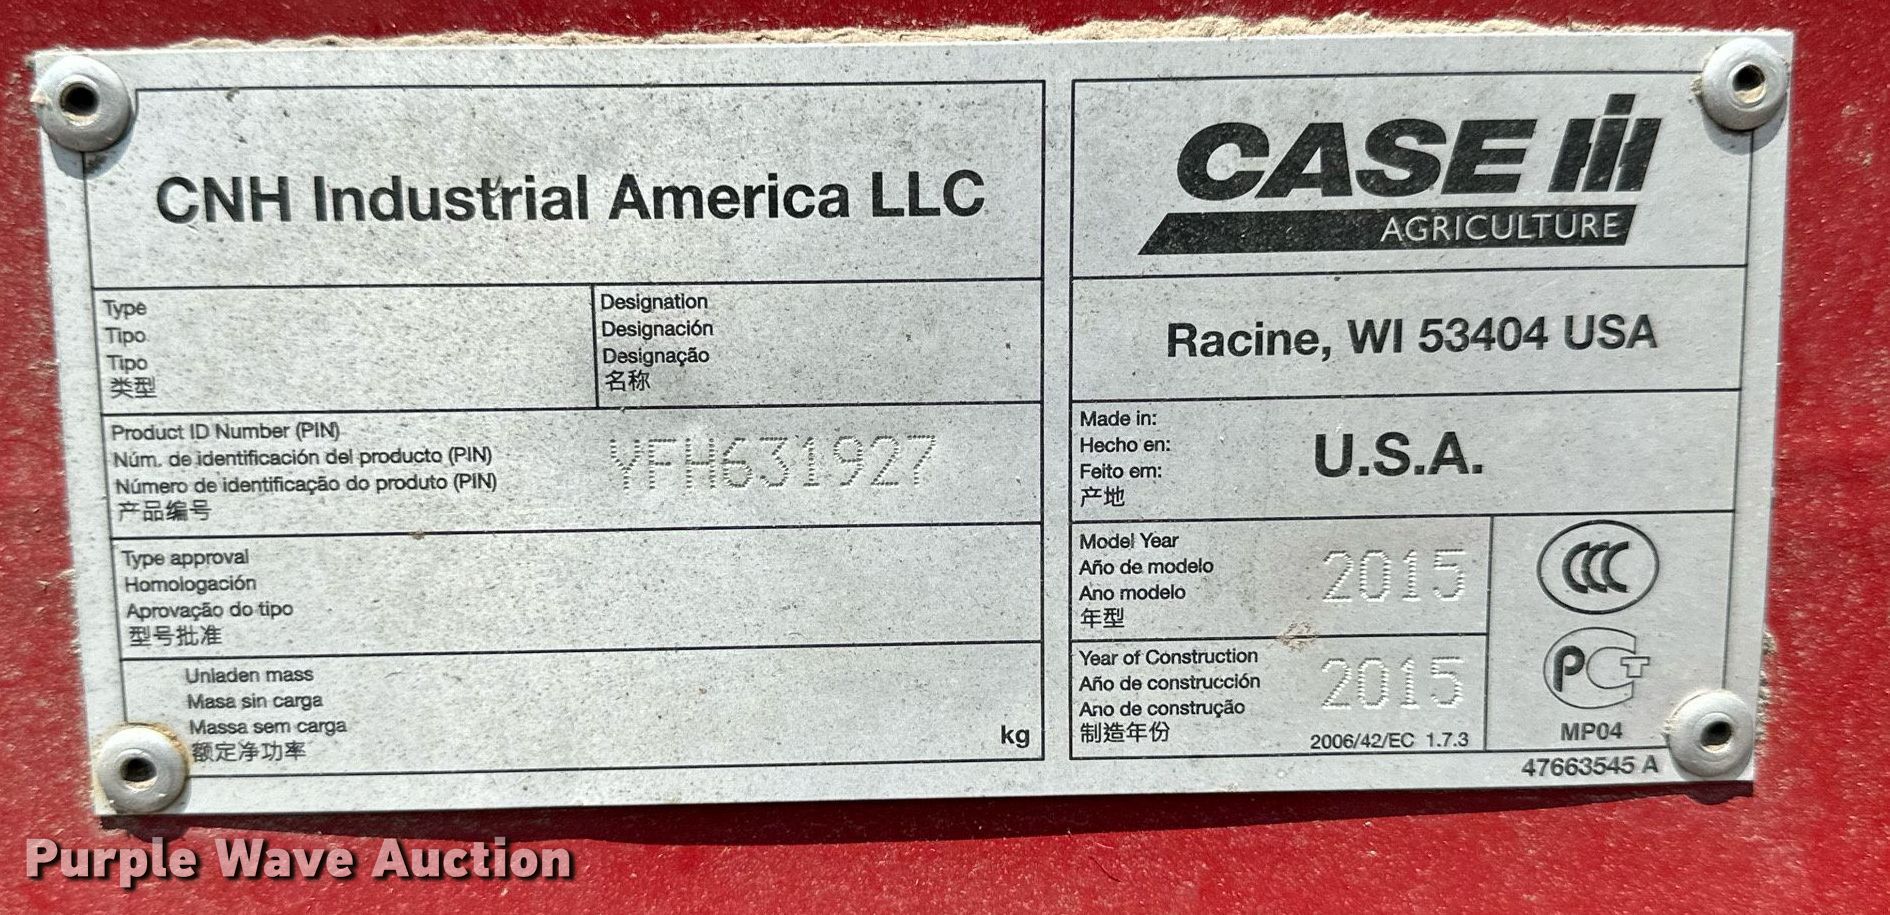 CNH Industrial America LLC
Type
Tipo
Tipo
类型
Designation
Designación
Designação
名称
Product ID Number (PIN)
Núm. de identificación del producto (PIN)
Número de identificação do produto (PIN)
产品编号
YFH631927
Type approval
Homologación
Aprovação do tipo
型号批准
Unladen mass
Masa sin carga
Massa sem carga
额定净功率
kg
CASE IH
AGRICULTURE
Racine, WI 53404 USA
Made in:
Hecho en:
Feito em:
产地
U.S.A.
Model Year
Año de modelo
Ano modelo
年型
2015
Year of Construction
Año de construcción
Ano de construção
制造年份
2015
2006/42/EC 1.7.3
CCC
PCT
MP04
47663545 A
Purple Wave Auction